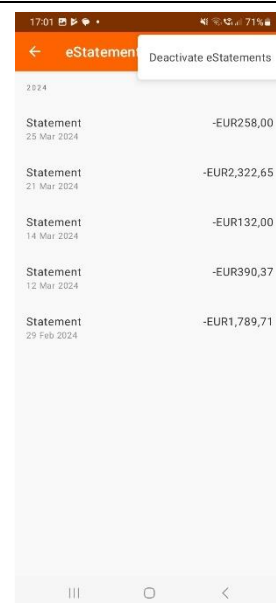 17:01 71%
eStatement Deactivate eStatements
2024
Statement -EUR258,00
25 Mar 2024
Statement -EUR2,322,65
21 Mar 2024
Statement -EUR132,00
14 Mar 2024
Statement -EUR390,37
12 Mar 2024
Statement -EUR1,789,71
29 Feb 2024